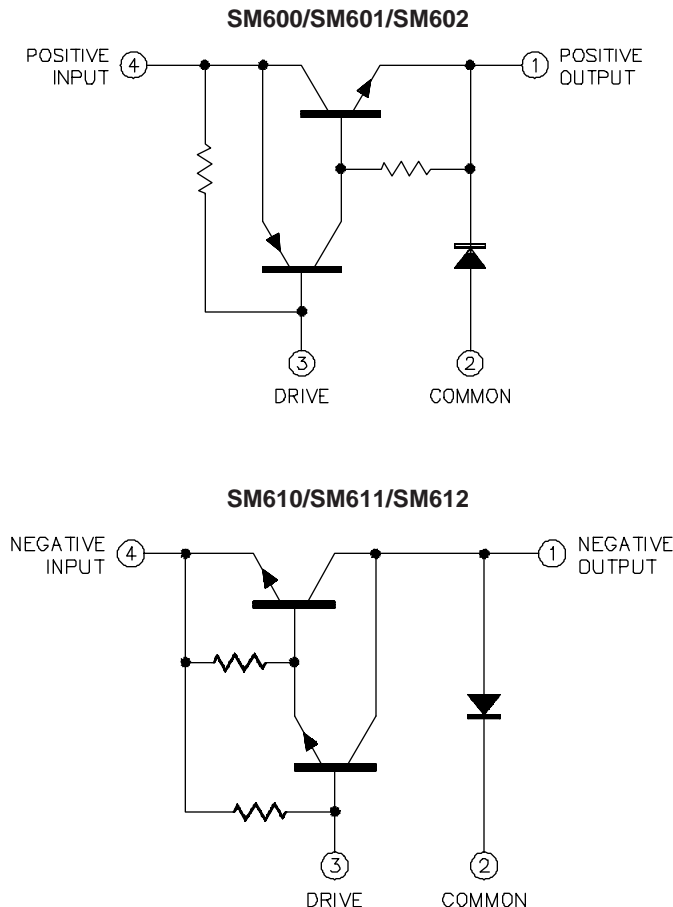 SM600/SM601/SM602
POSITIVE
INPUT
4
1
POSITIVE
OUTPUT
3
2
DRIVE
COMMON
SM610/SM611/SM612
NEGATIVE
INPUT
4
1
NEGATIVE
OUTPUT
3
2
DRIVE
COMMON